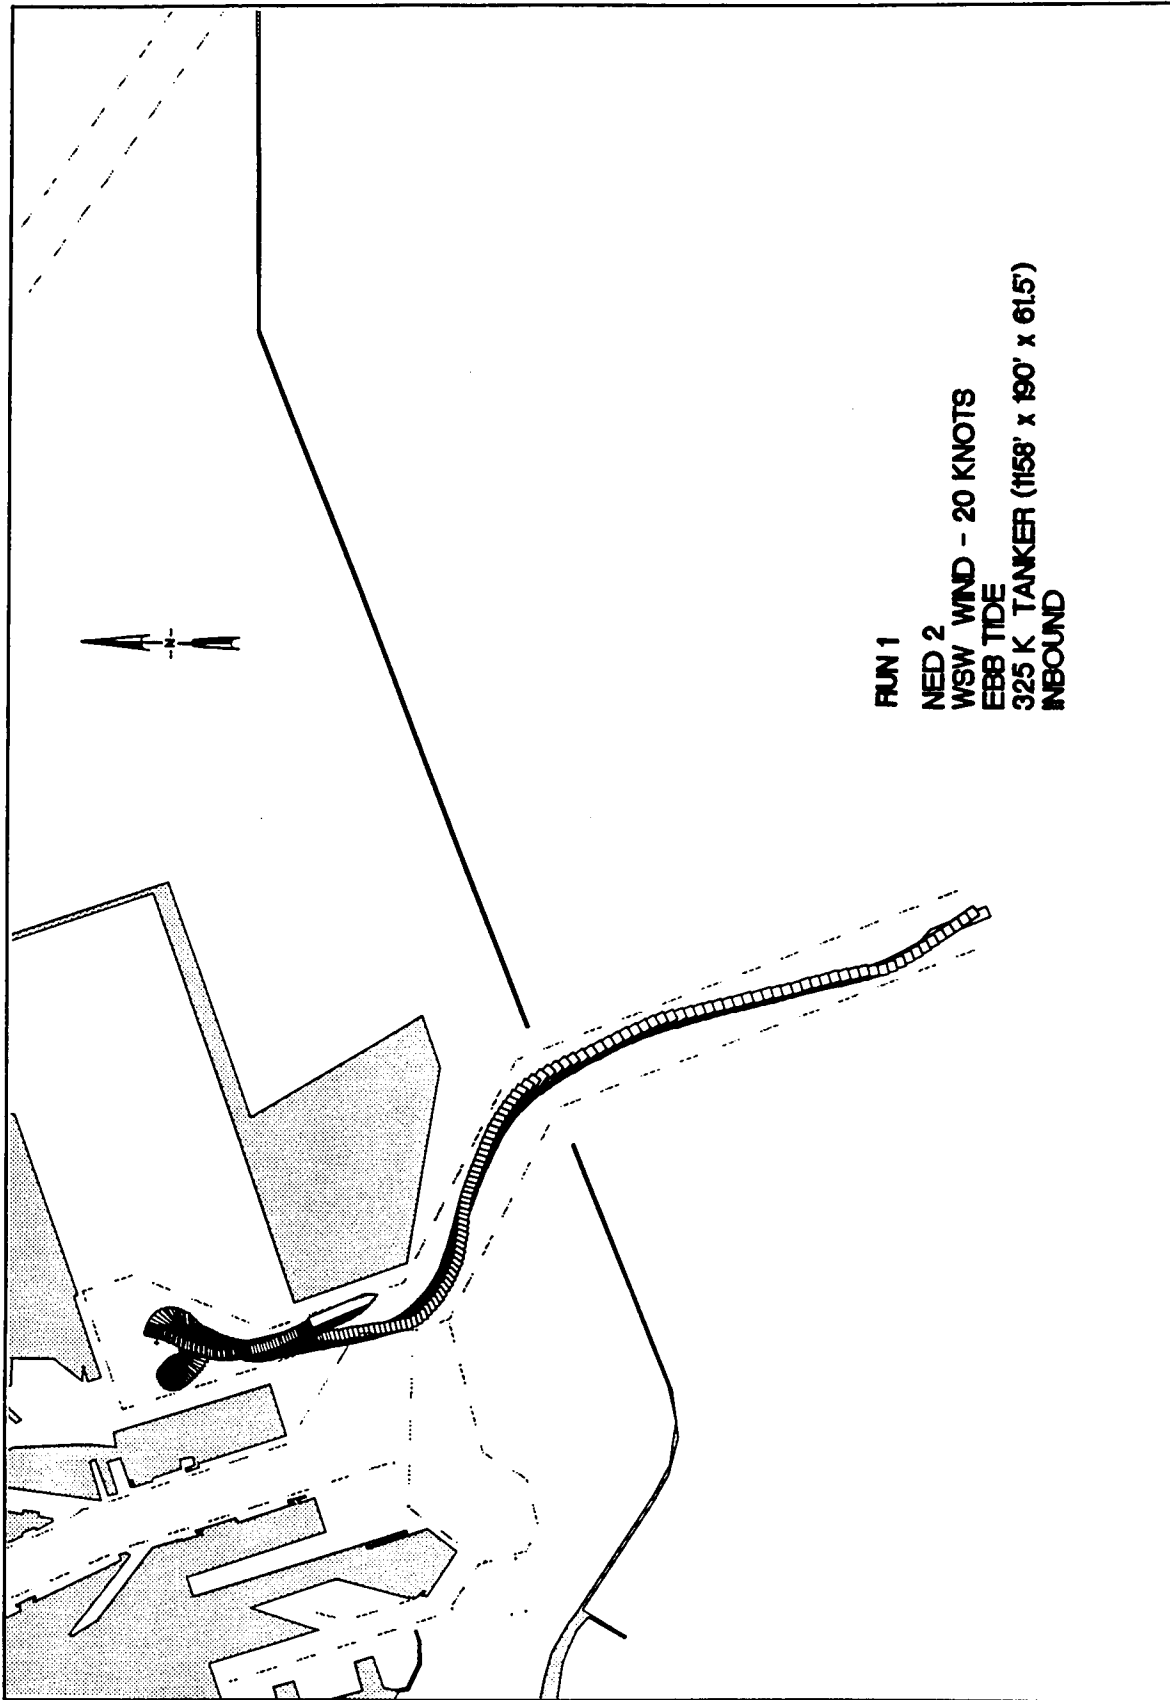 RUN 1
NED 2
WSW WIND - 20 KNOTS
EBB TIDE
325 K TANKER (1158' x 190' x 61.5')
INBOUND
N